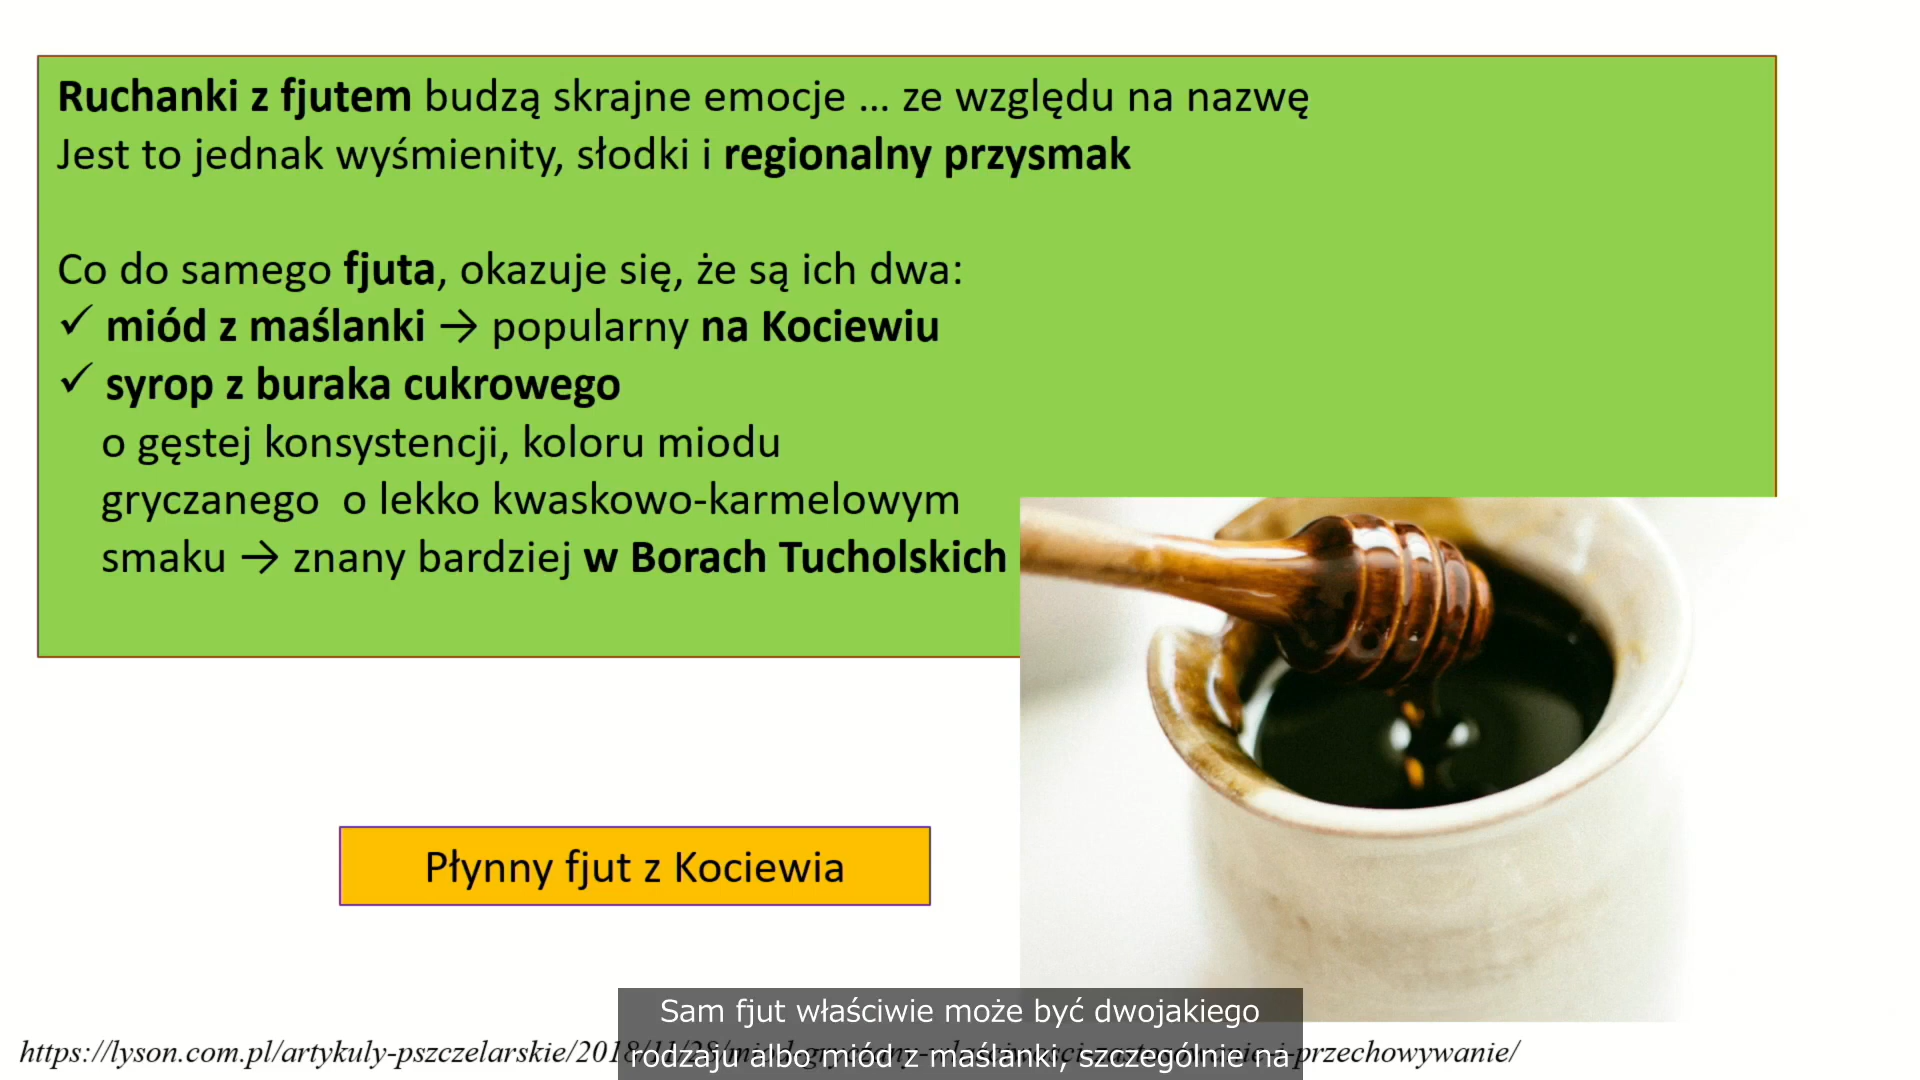 Ruchanki z fjutem budzą skrajne emocje ... ze względu na nazwę
Jest to jednak wyśmienity, słodki i regionalny przysmak
Co do samego fjuta, okazuje się, że są ich dwa:
✓ miód z maślanki → popularny na Kociewiu
✓ syrop z buraka cukrowego
o gęstej konsystencji, koloru miodu
gryczanego o lekko kwaskowo-karmelowym
smaku → znany bardziej w Borach Tucholskich
Płynny fjut z Kociewia
Sam fjut właściwie może być dwojakiego
rodzaju albo miód z maślanki, szczególnie na
https://lyson.com.pl/artykuly-pszczelarskie/2018/ przechowywanie/